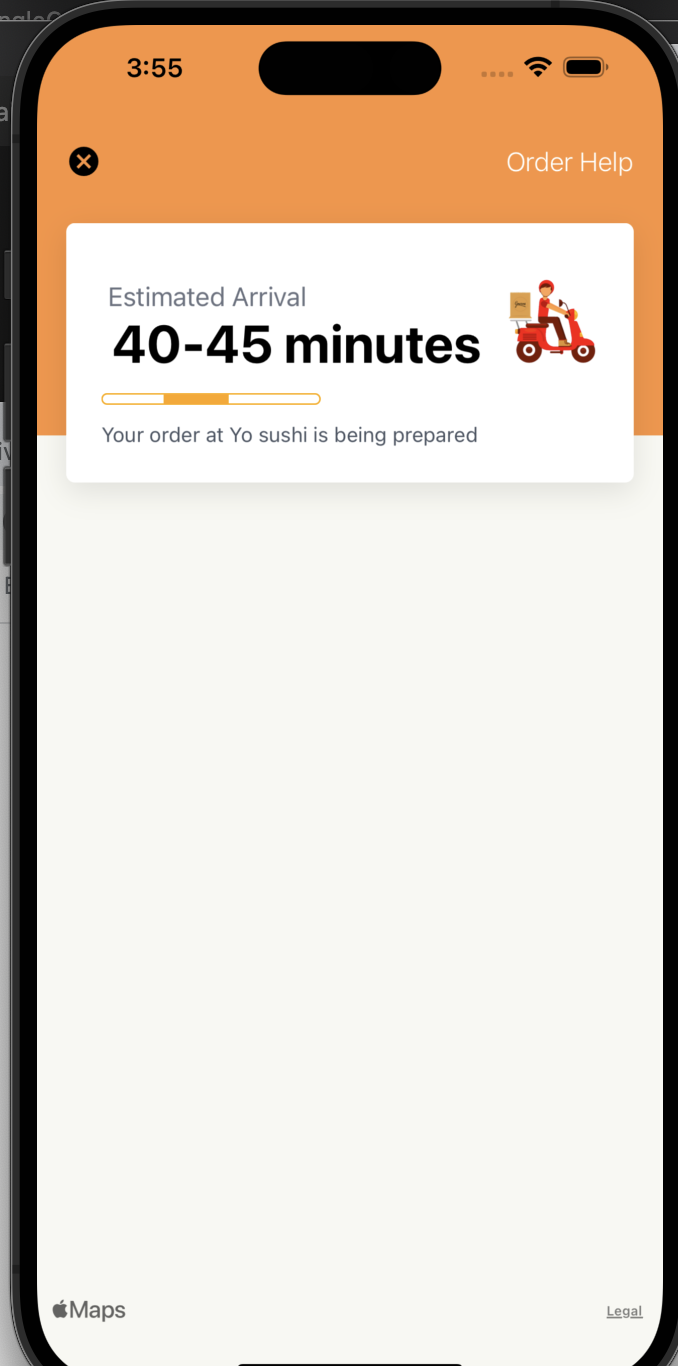 3:55
Order Help
Estimated Arrival
40-45 minutes
Your order at Yo sushi is being prepared
Maps
Legal